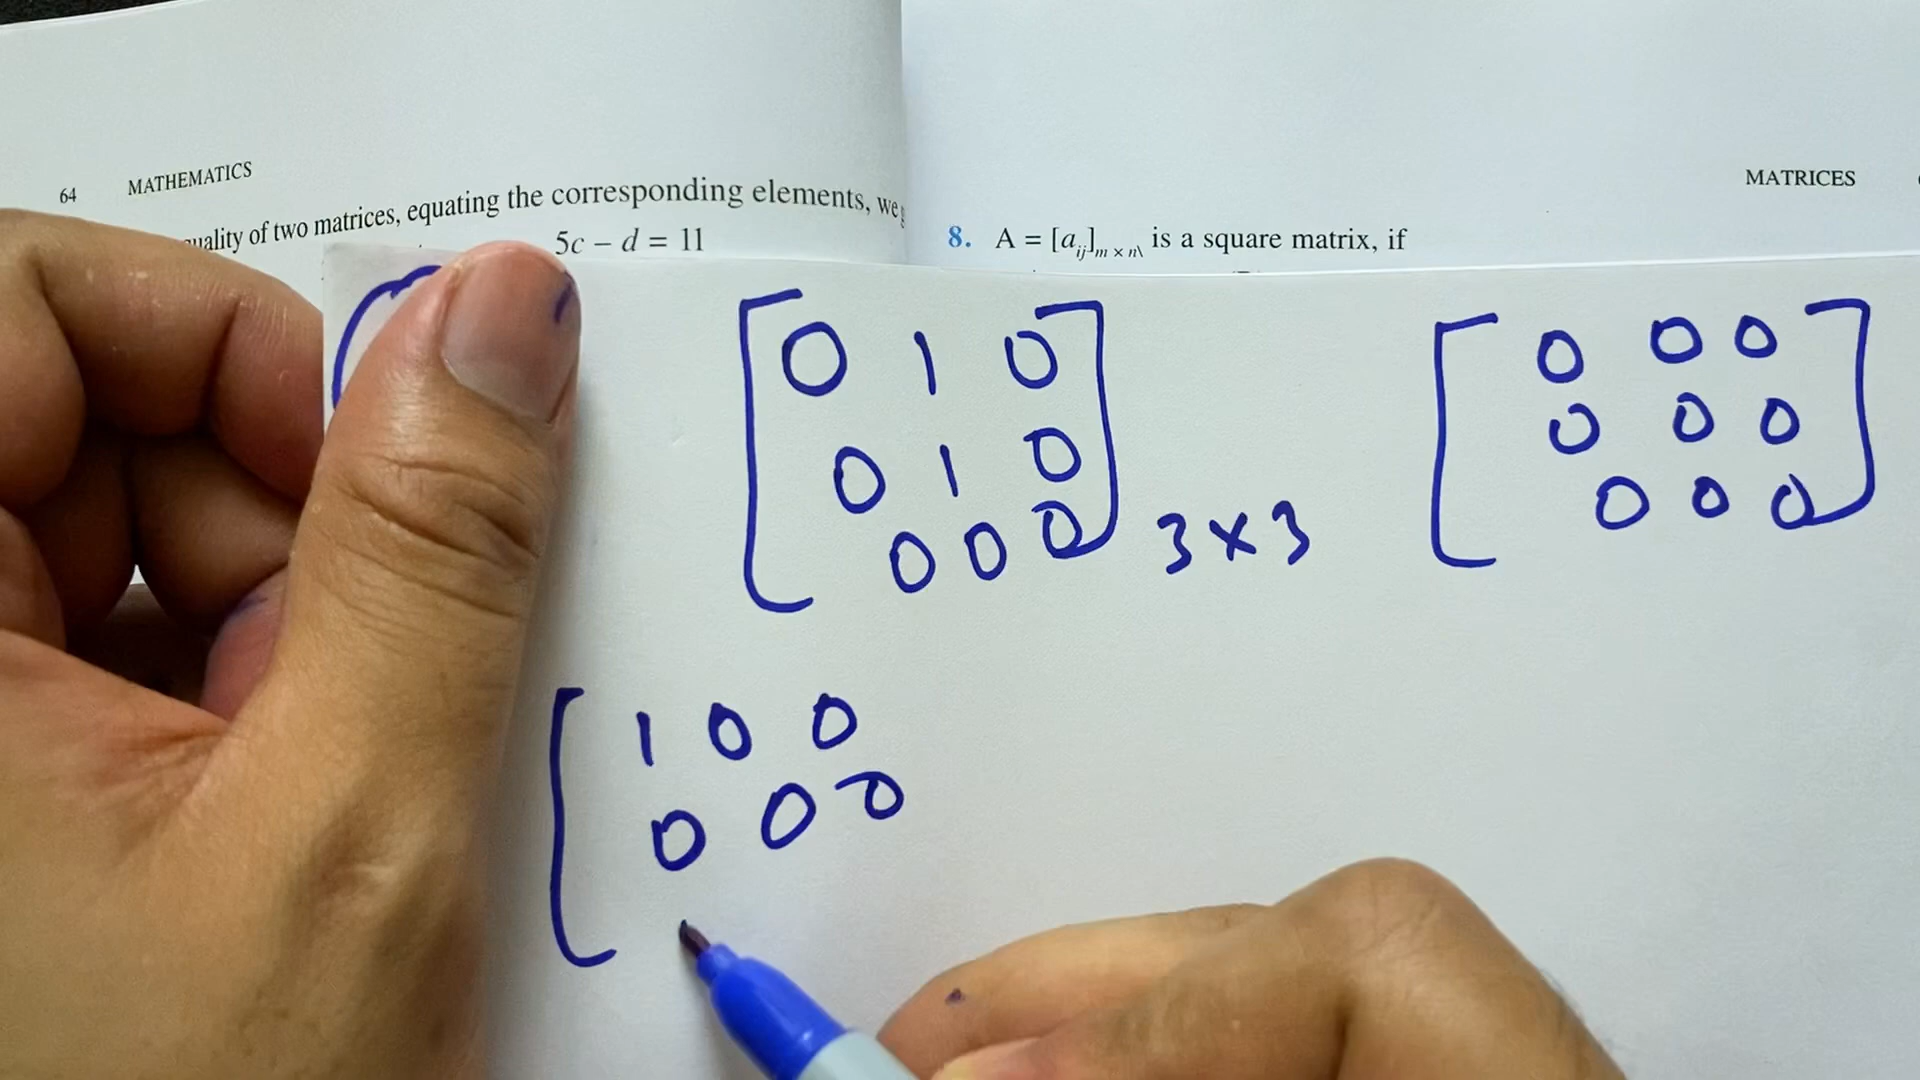 64 MATHEMATICS
uality of two matrices, equating the corresponding elements, we
5c – d = 11
MATRICES
8. A = [a_ij]_m × n\ is a square matrix, if
0 1 0
0 1 0
0 0 0
3 × 3
0 0 0
0 0 0
0 0 0
1 0 0
0 0 0